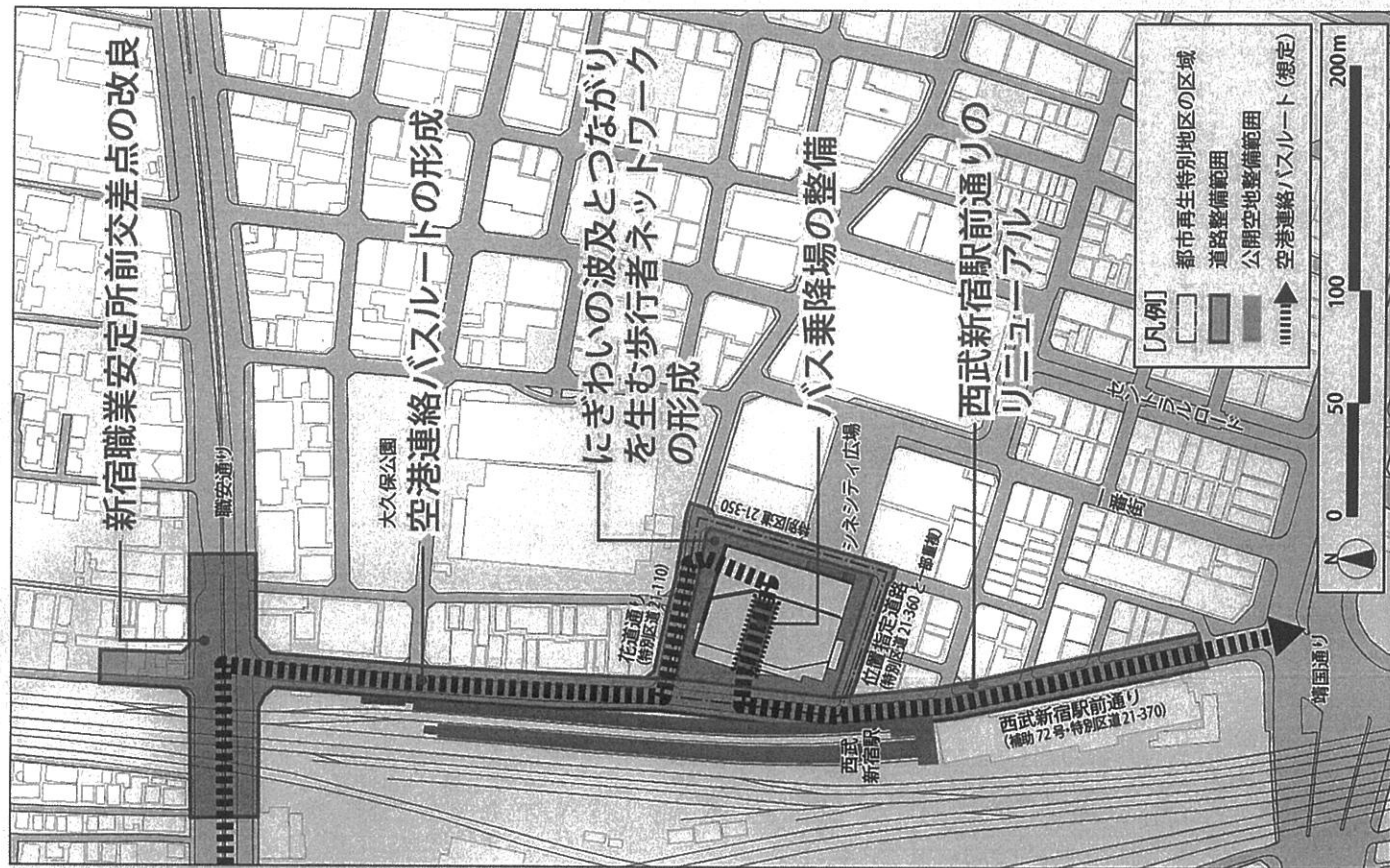 新宿職業安定所前交差点の改良
職安通り
大久保公園
空港連絡バスルートの形成
にぎわいの波及とつながり
を生む歩行者ネットワーク
の形成
花道通り
(特別区道21-110)
特別区道21-350
バス乗降場の整備
シネシティ広場
位置指定道路
(特別区道21-360と一部重複)
西武
新宿駅
西武新宿駅前通りの
リニューアル
西武新宿駅前通り
(補助72号・特別区道21-370)
一番街
セントラルロード
靖国通り
[凡例]
都市再生特別地区の区域
道路整備範囲
公開空地整備範囲
空港連絡バスルート(想定)
N
0
50
100
200m